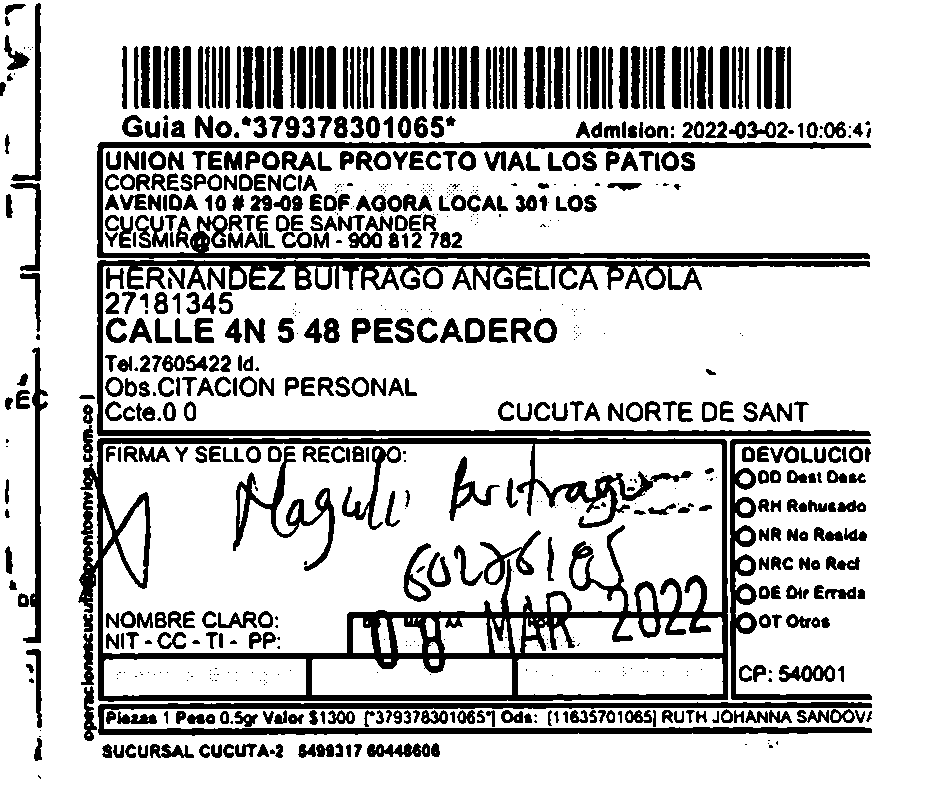 Guia No.*379378301065*
Admision: 2022-03-02-10:06:47
UNION TEMPORAL PROYECTO VIAL LOS PATIOS
CORRESPONDENCIA
AVENIDA 10 # 29-09 EDF AGORA LOCAL 301 LOS
CUCUTA NORTE DE SANTANDER
YEISMIR@GMAIL COM - 900 812 782
HERNANDEZ BUITRAGO ANGELICA PAOLA
27181345
CALLE 4N 5 48 PESCADERO
Tel.27605422 Id.
Obs.CITACION PERSONAL
Ccte.0 0
CUCUTA NORTE DE SANT
FIRMA Y SELLO DE RECIBIDO:
Maguli Buitrago
08 MAR 2022
NOMBRE CLARO:
NIT - CC - TI - PP:
DEVOLUCION
DD Dest Desc
RH Rehusado
NR No Reside
NRC No Recl
DE Dir Errada
OT Otros
CP: 540001
Piezas 1 Peso 0.5gr Valor $1300 [*379378301065*] Ods: [11635701065] RUTH JOHANNA SANDOVA
SUCURSAL CUCUTA-2 5499317 60448606
operacionescucuta@prontoenvios.com.co
EC
DE